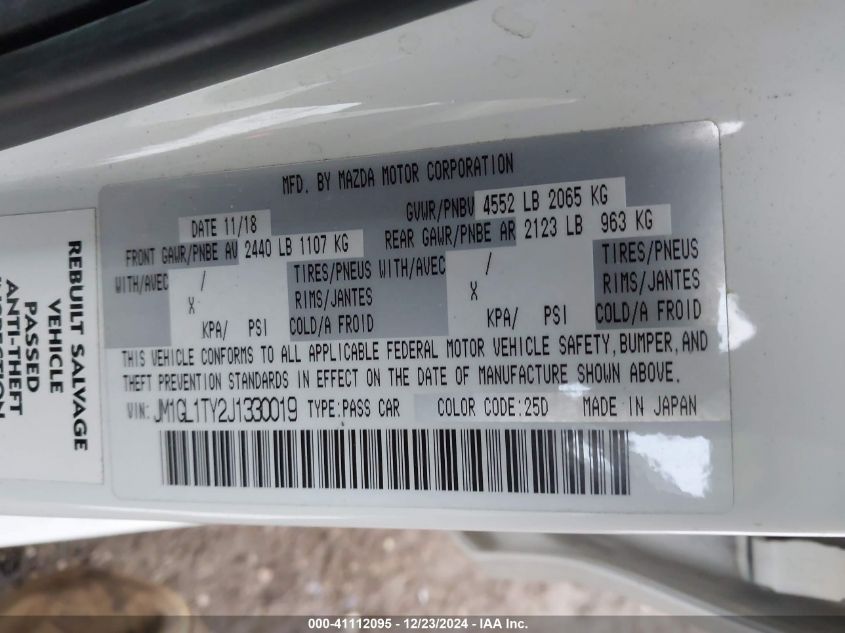 MFD. BY MAZDA MOTOR CORPORATION
DATE 11/18
GVWR/PNBV 4552 LB 2065 KG
FRONT GAWR/PNBE AV 2440 LB 1107 KG
REAR GAWR/PNBE AR 2123 LB 963 KG
WITH/AVEC / TIRES/PNEUS WITH/AVEC / TIRES/PNEUS
X RIMS/JANTES X RIMS/JANTES
KPA/ PSI COLD/A FROID KPA/ PSI COLD/A FROID
THIS VEHICLE CONFORMS TO ALL APPLICABLE FEDERAL MOTOR VEHICLE SAFETY, BUMPER, AND
THEFT PREVENTION STANDARDS IN EFFECT ON THE DATE OF MANUFACTURE SHOWN ABOVE.
VIN: JM1GL1TY2J1330019 TYPE: PASS CAR COLOR CODE: 25D MADE IN JAPAN
REBUILT SALVAGE
VEHICLE
PASSED
ANTI-THEFT
000-41112095 - 12/23/2024 - IAA Inc.